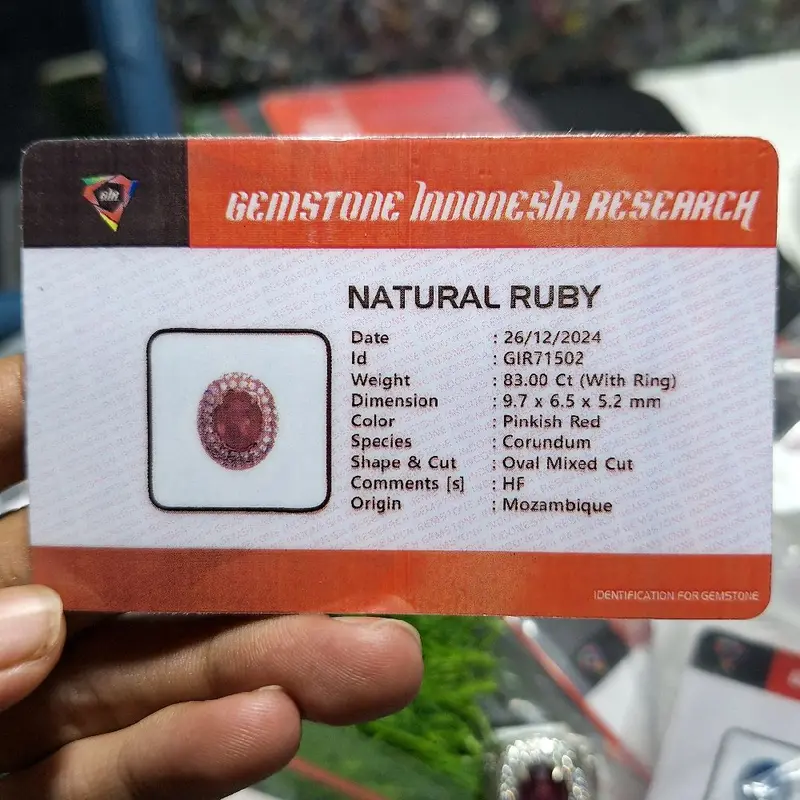 GIR
GEMSTONE INDONESIA RESEARCH
NATURAL RUBY
Date : 26/12/2024
Id : GIR71502
Weight : 83.00 Ct (With Ring)
Dimension : 9.7 x 6.5 x 5.2 mm
Color : Pinkish Red
Species : Corundum
Shape & Cut : Oval Mixed Cut
Comments [s] : HF
Origin : Mozambique
IDENTIFICATION FOR GEMSTONE